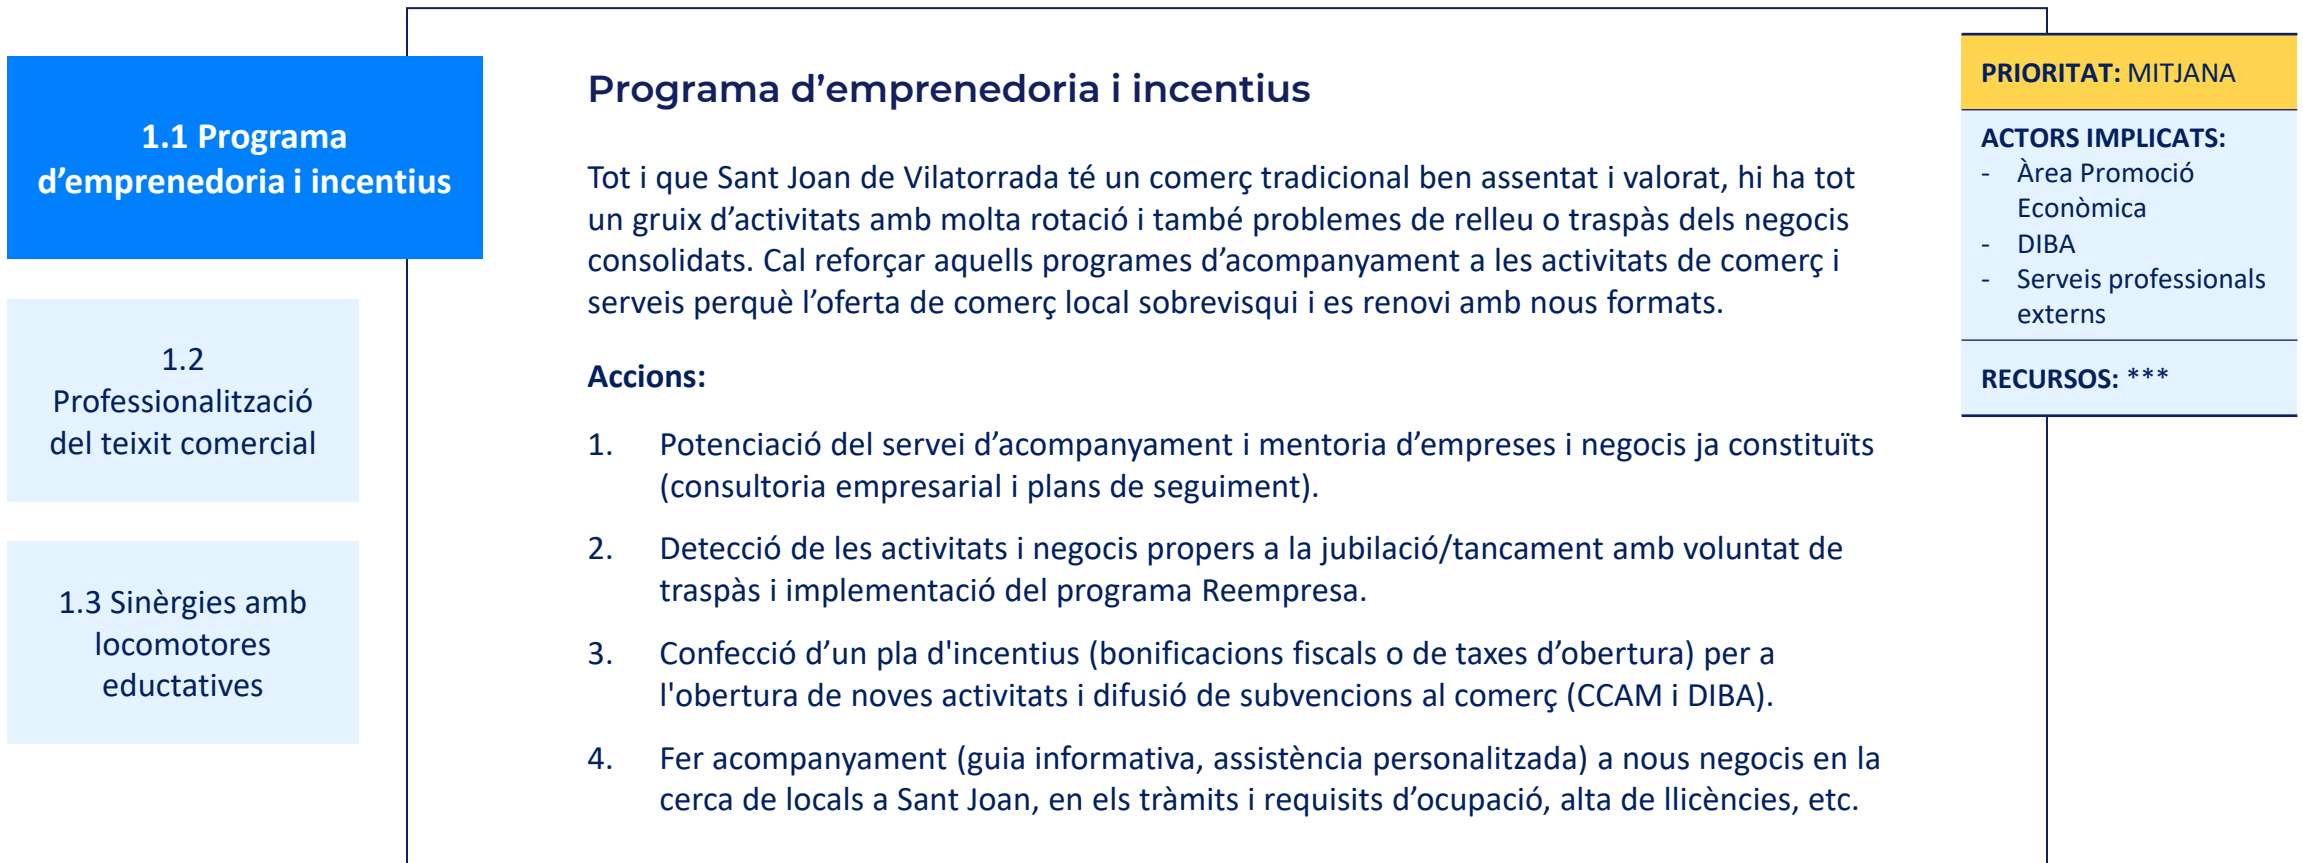 1.1 Programa
d’emprenedoria i incentius
1.2
Professionalització
del teixit comercial
1.3 Sinèrgies amb
locomotores
eductatives
Programa d’emprenedoria i incentius
Tot i que Sant Joan de Vilatorrada té un comerç tradicional ben assentat i valorat, hi ha tot
un gruix d’activitats amb molta rotació i també problemes de relleu o traspàs dels negocis
consolidats. Cal reforçar aquells programes d’acompanyament a les activitats de comerç i
serveis perquè l’oferta de comerç local sobrevisqui i es renovi amb nous formats.
Accions:
1. Potenciació del servei d’acompanyament i mentoria d’empreses i negocis ja constituïts
(consultoria empresarial i plans de seguiment).
2. Detecció de les activitats i negocis propers a la jubilació/tancament amb voluntat de
traspàs i implementació del programa Reempresa.
3. Confecció d’un pla d'incentius (bonificacions fiscals o de taxes d’obertura) per a
l'obertura de noves activitats i difusió de subvencions al comerç (CCAM i DIBA).
4. Fer acompanyament (guia informativa, assistència personalitzada) a nous negocis en la
cerca de locals a Sant Joan, en els tràmits i requisits d’ocupació, alta de llicències, etc.
PRIORITAT: MITJANA
ACTORS IMPLICATS:
- Àrea Promoció
Econòmica
- DIBA
- Serveis professionals
externs
RECURSOS: ***